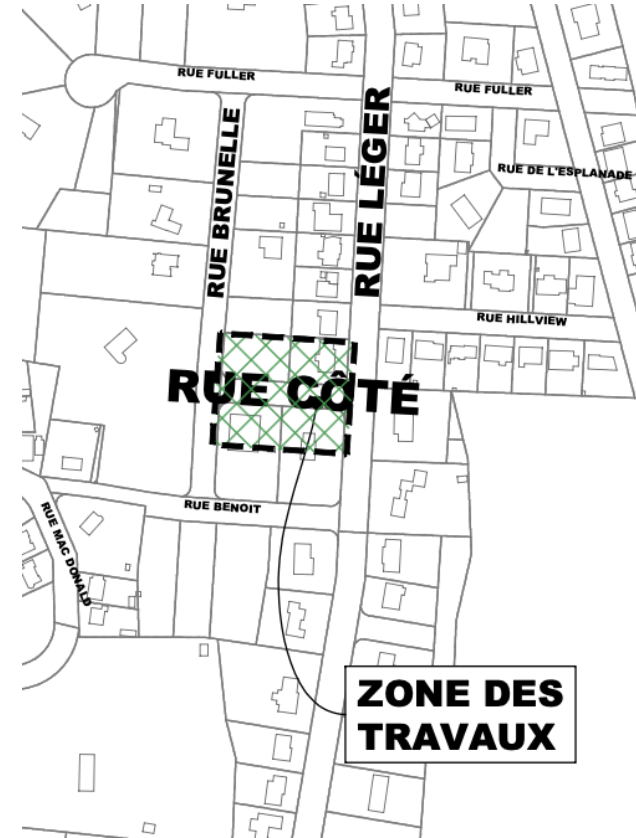 RUE FULLER
RUE FULLER
RUE BRUNELLE
RUE LEGER
RUE DE L'ESPLANADE
RUE HILLVIEW
RUE CÔTÉ
RUE BENOIT
RUE MAC DONALD
ZONE DES
TRAVAUX